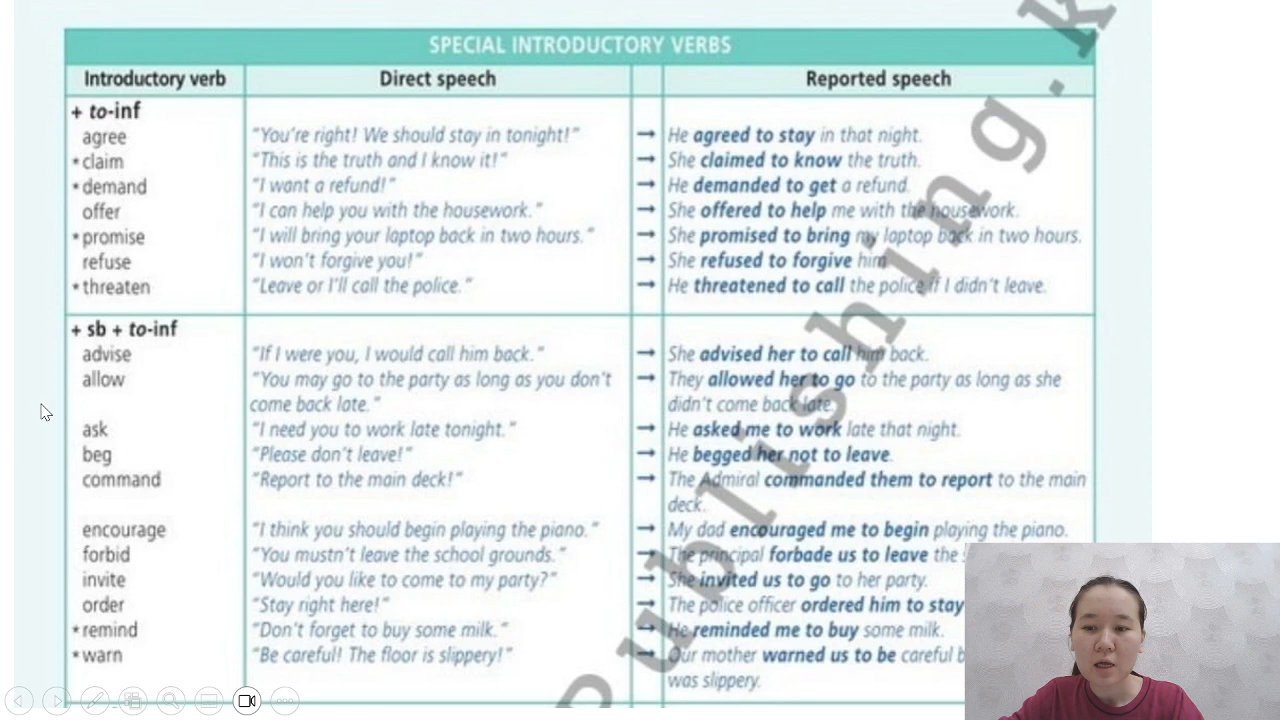 SPECIAL INTRODUCTORY VERBS
Introductory verb Direct speech Reported speech
+ to-inf
agree "You're right! We should stay in tonight!" → He agreed to stay in that night.
*claim "This is the truth and I know it!" → She claimed to know the truth.
*demand "I want a refund!" → He demanded to get a refund.
offer "I can help you with the housework." → She offered to help me with the housework.
*promise "I will bring your laptop back in two hours." → She promised to bring my laptop back in two hours.
refuse "I won't forgive you!" → She refused to forgive him
*threaten "Leave or I'll call the police." → He threatened to call the police if I didn't leave.
+ sb + to-inf
advise "If I were you, I would call him back." → She advised her to call him back.
allow "You may go to the party as long as you don't → They allowed her to go to the party as long as she
come back late." didn't come back late
ask "I need you to work late tonight." → He asked me to work late that night.
beg "Please don't leave!" → He begged her not to leave.
command "Report to the main deck!" → The Admiral commanded them to report to the main
deck.
encourage "I think you should begin playing the piano." → My dad encouraged me to begin playing the piano.
forbid "You mustn't leave the school grounds." → The principal forbade us to leave the
invite "Would you like to come to my party?" → She invited us to go to her party.
order "Stay right here!" → The police officer ordered him to stay
*remind "Don't forget to buy some milk." → He reminded me to buy some milk.
*warn "Be careful! The floor is slippery!" → Our mother warned us to be careful
was slippery.
publishing.k